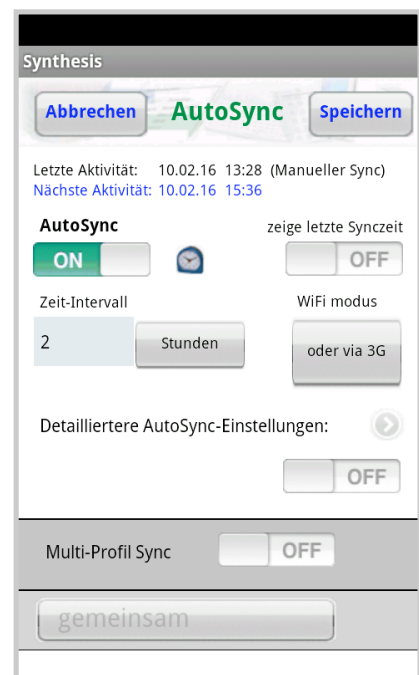 Synthesis
Abbrechen AutoSync Speichern
Letzte Aktivität: 10.02.16 13:28 (Manueller Sync)
Nächste Aktivität: 10.02.16 15:36
AutoSync zeige letzte Synczeit
ON OFF
Zeit-Intervall WiFi modus
2 Stunden oder via 3G
Detailliertere AutoSync-Einstellungen:
OFF
Multi-Profil Sync OFF
gemeinsam